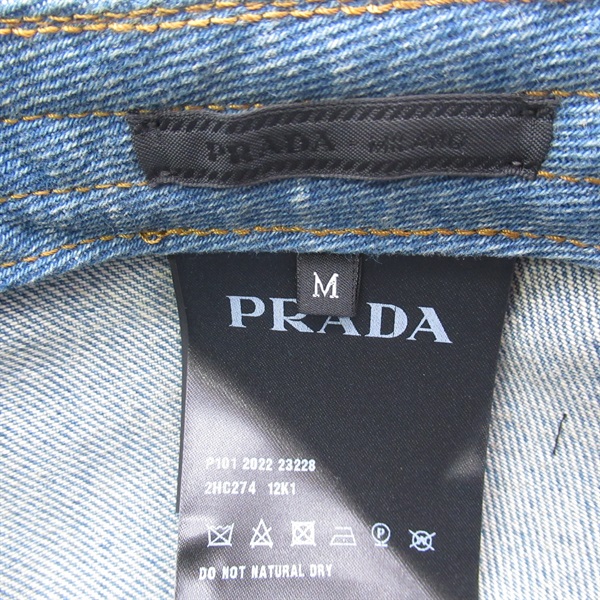 PRADA - MILANO
M
PRADA
P101 2022 23228
2HC274 12K1
P
W
DO NOT NATURAL DRY